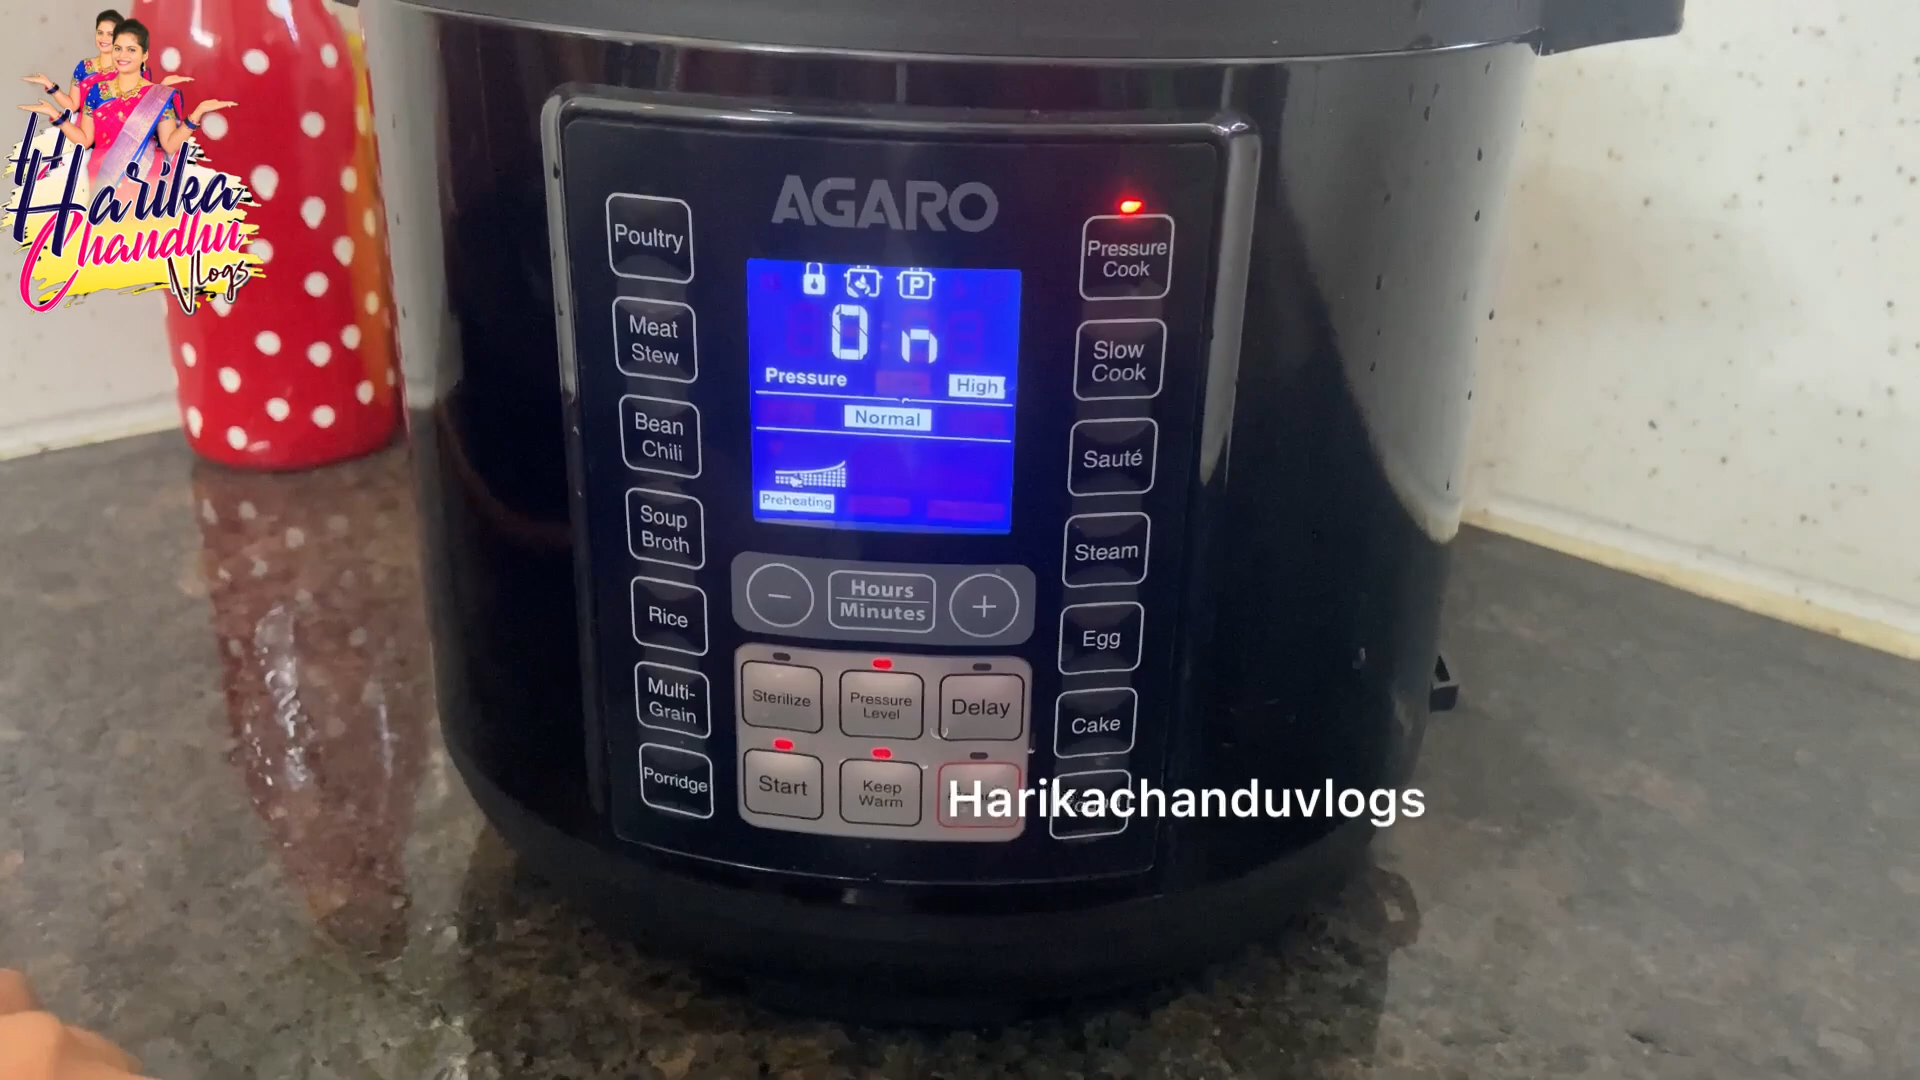 Harika
Chandhu
Vlogs
AGARO
Poultry
Meat
Stew
Bean
Chili
Soup
Broth
Rice
Multi-
Grain
Porridge
P
On
Pressure
High
Normal
Preheating
−
Hours
Minutes
+
Sterilize
Pressure
Level
Delay
Start
Keep
Warm
Pressure
Cook
Slow
Cook
Sauté
Steam
Egg
Cake
Harikachanduvlogs